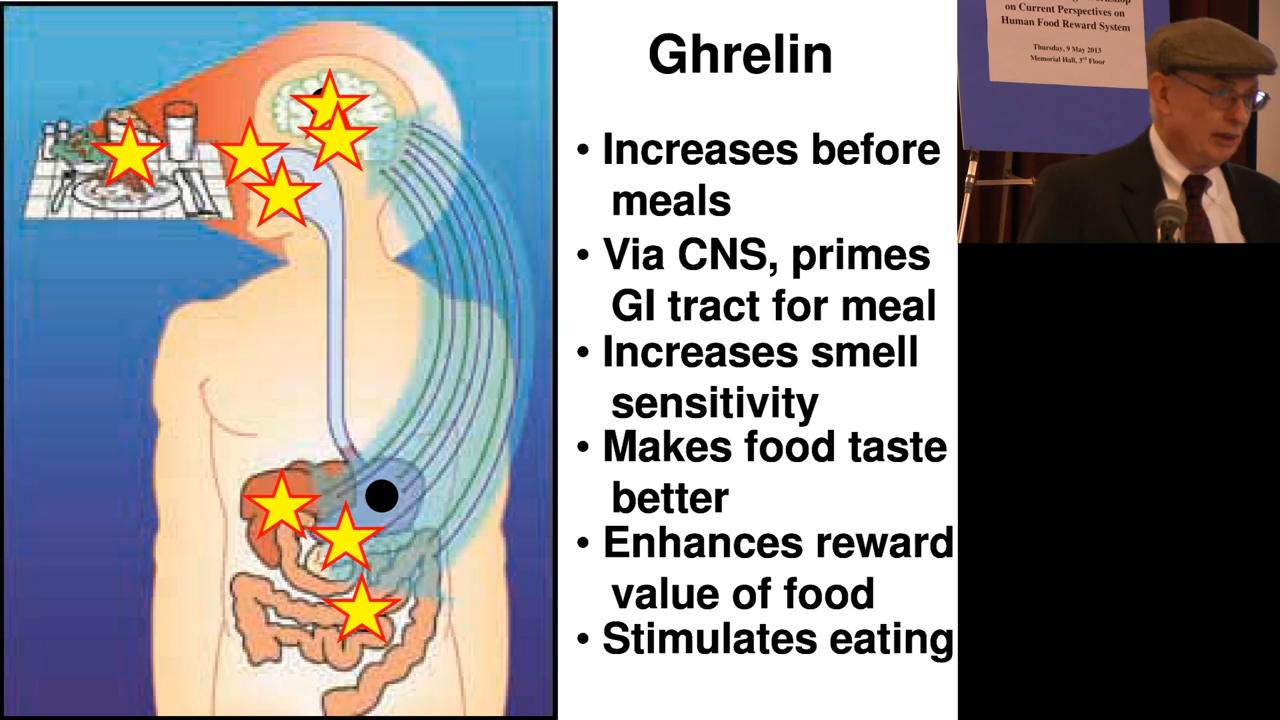 Ghrelin
• Increases before
meals
• Via CNS, primes
GI tract for meal
• Increases smell
sensitivity
• Makes food taste
better
• Enhances reward
value of food
• Stimulates eating
on Current Perspectives on
Human Food Reward System
Thursday, 9 May 2013
Memorial Hall, 3rd Floor